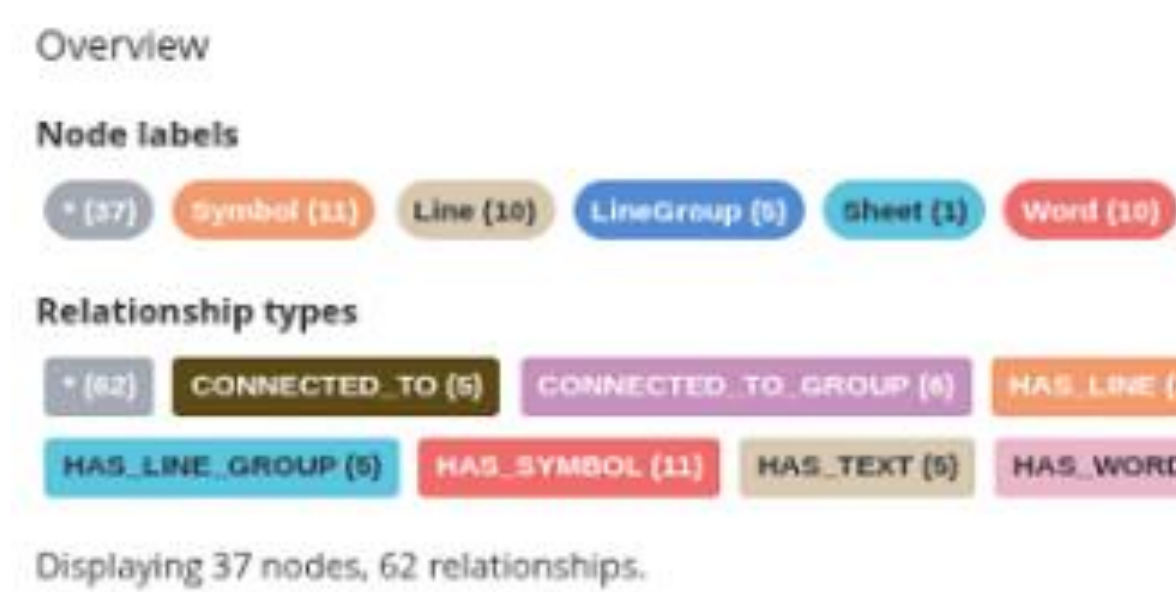 Overview
Node labels
* (37) Symbol (11) Line (10) LineGroup (5) Sheet (1) Word (10)
Relationship types
* (62) CONNECTED_TO (5) CONNECTED_TO_GROUP (6) HAS_LINE (
HAS_LINE_GROUP (5) HAS_SYMBOL (11) HAS_TEXT (5) HAS_WORD
Displaying 37 nodes, 62 relationships.